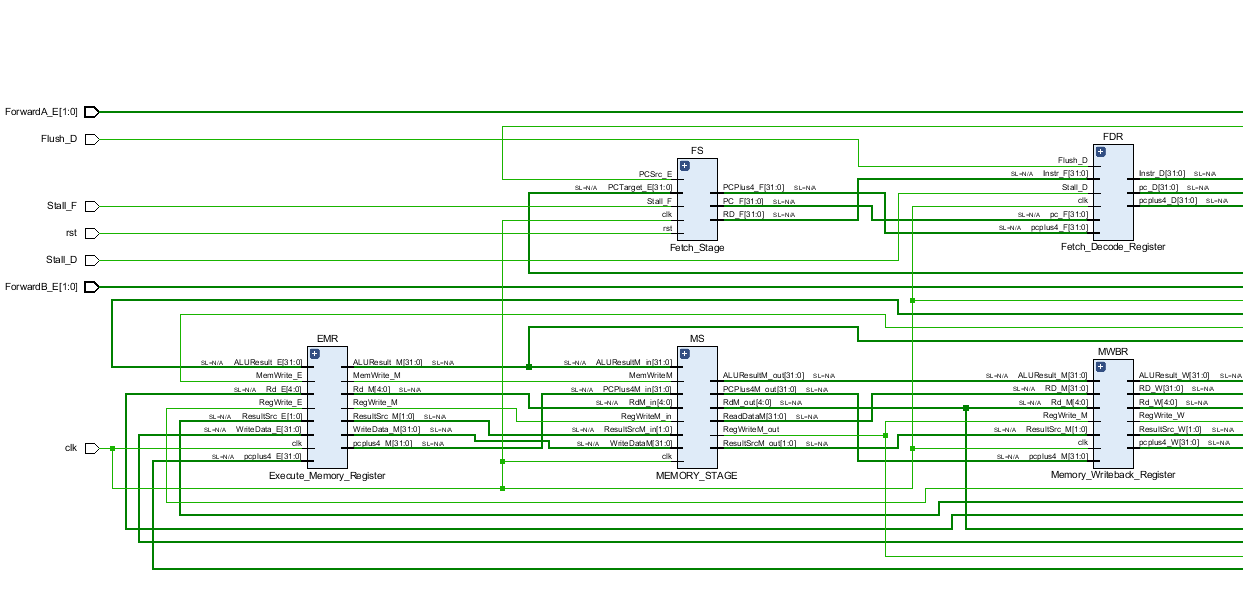 ForwardA_E[1:0]
Flush_D
Stall_F
rst
Stall_D
ForwardB_E[1:0]
clk
FS
PCSrc_E
SL=N/A PCTarget_E[31:0]
Stall_F
clk
rst
PCPlus4_F[31:0] SL=N/A
PC_F[31:0] SL=N/A
RD_F[31:0] SL=N/A
Fetch_Stage
FDR
Flush_D
SL=N/A Instr_F[31:0]
Stall_D
clk
SL=N/A pc_F[31:0]
SL=N/A pcplus4_F[31:0]
Instr_D[31:0] SL=N/A
pc_D[31:0] SL=N/A
pcplus4_D[31:0] SL=N/A
Fetch_Decode_Register
EMR
SL=N/A ALUResult_E[31:0]
MemWrite_E
SL=N/A Rd_E[4:0]
RegWrite_E
SL=N/A ResultSrc_E[1:0]
SL=N/A WriteData_E[31:0]
clk
SL=N/A pcplus4_E[31:0]
ALUResult_M[31:0] SL=N/A
MemWrite_M
Rd_M[4:0] SL=N/A
RegWrite_M
ResultSrc_M[1:0] SL=N/A
WriteData_M[31:0] SL=N/A
pcplus4_M[31:0] SL=N/A
Execute_Memory_Register
MS
SL=N/A ALUResultM_in[31:0]
MemWriteM
SL=N/A PCPlus4M_in[31:0]
SL=N/A RdM_in[4:0]
RegWriteM_in
SL=N/A ResultSrcM_in[1:0]
SL=N/A WriteDataM[31:0]
clk
ALUResultM_out[31:0] SL=N/A
PCPlus4M_out[31:0] SL=N/A
RdM_out[4:0] SL=N/A
ReadDataM[31:0] SL=N/A
RegWriteM_out
ResultSrcM_out[1:0] SL=N/A
MEMORY_STAGE
MWBR
SL=N/A ALUResult_M[31:0]
SL=N/A RD_M[31:0]
SL=N/A Rd_M[4:0]
RegWrite_M
SL=N/A ResultSrc_M[1:0]
clk
SL=N/A pcplus4_M[31:0]
ALUResult_W[31:0] SL=N/A
RD_W[31:0] SL=N/A
Rd_W[4:0] SL=N/A
RegWrite_W
ResultSrc_W[1:0] SL=N/A
pcplus4_W[31:0] SL=N/A
Memory_Writeback_Register